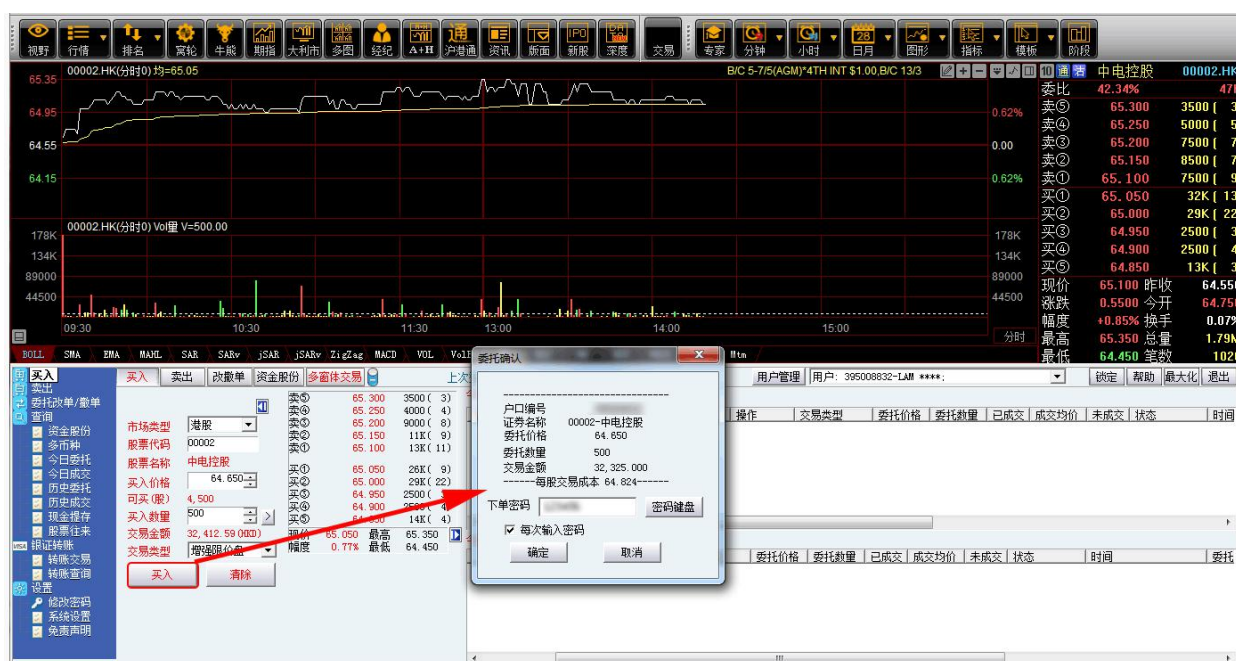 视野 行情 排名 窝轮 牛熊 期指 大利市 多图 经纪 A+H 沪港通 资讯 版面 新股 深度 交易 专家 分钟 小时 日月 图形 指标 模板 阶段
00002.HK(分时0) 均=65.05 B/C 5-7/5(AGM)*4TH INT $1.00,B/C 13/3 10 通 沽 中电控股 00002.HK
65.35
64.95 0.62%
64.55 0.00
64.15 0.62%
委比 42.34%
卖⑤ 65.300 3500 [
卖④ 65.250 5000 [
卖③ 65.200 7500 [
卖② 65.150 8500 [
卖① 65.100 7500 [
买① 65.050 32K [ 13
买② 65.000 29K [ 22
买③ 64.950 2500 [
买④ 64.900 2500 [
买⑤ 64.850 13K [
现价 65.100 昨收 64.550
涨跌 0.5500 今开 64.750
幅度 +0.85% 换手 0.07%
最高 65.350 总量 1.79M
最低 64.450 笔数 102
00002.HK(分时0) Vol量 V=500.00
178K 178K
134K 134K
89000 89000
44500 44500
09:30 10:30 11:30 13:00 14:00 15:00 分时
BOLL SMA EMA MAHL SAR SARv jSAR jSARv ZigZag MACD VOL Mtm
买入
卖出
委托改单/撤单
查询
资金股份
多币种
今日委托
今日成交
历史委托
历史成交
现金提存
股票往来
银证转账
转账交易
转账查询
设置
修改密码
系统设置
免责声明
买入 卖出 改撤单 资金股份 多窗体交易 上次
用户管理 用户: 395008832-LAM ****; 锁定 帮助 最大化 退出
市场类型 港股
股票代码 00002
股票名称 中电控股
买入价格 64.650
可买(股) 4,500
买入数量 500
交易金额 32,412.59(HKD)
交易类型 增强限价盘
买入 清除
卖⑤ 65.300 3500( 3)
卖④ 65.250 4000( 4)
卖③ 65.200 9000( 8)
卖② 65.150 11K( 9)
卖① 65.100 13K(11)
买① 65.050 26K( 9)
买② 65.000 29K(22)
买③ 64.950 2500(
买④ 64.900
买⑤ 14K( 4)
现价 65.050 最高 65.350
幅度 0.77% 最低 64.450
委托确认
户口编号
证券名称 00002-中电控股
委托价格 64.650
委托数量 500
交易金额 32,325.000
------每股交易成本 64.824------
下单密码 密码键盘
每次输入密码
确定 取消
操作 交易类型 委托价格 委托数量 已成交 成交均价 未成交 状态 时间
委托价格 委托数量 已成交 成交均价 未成交 状态 时间 委托